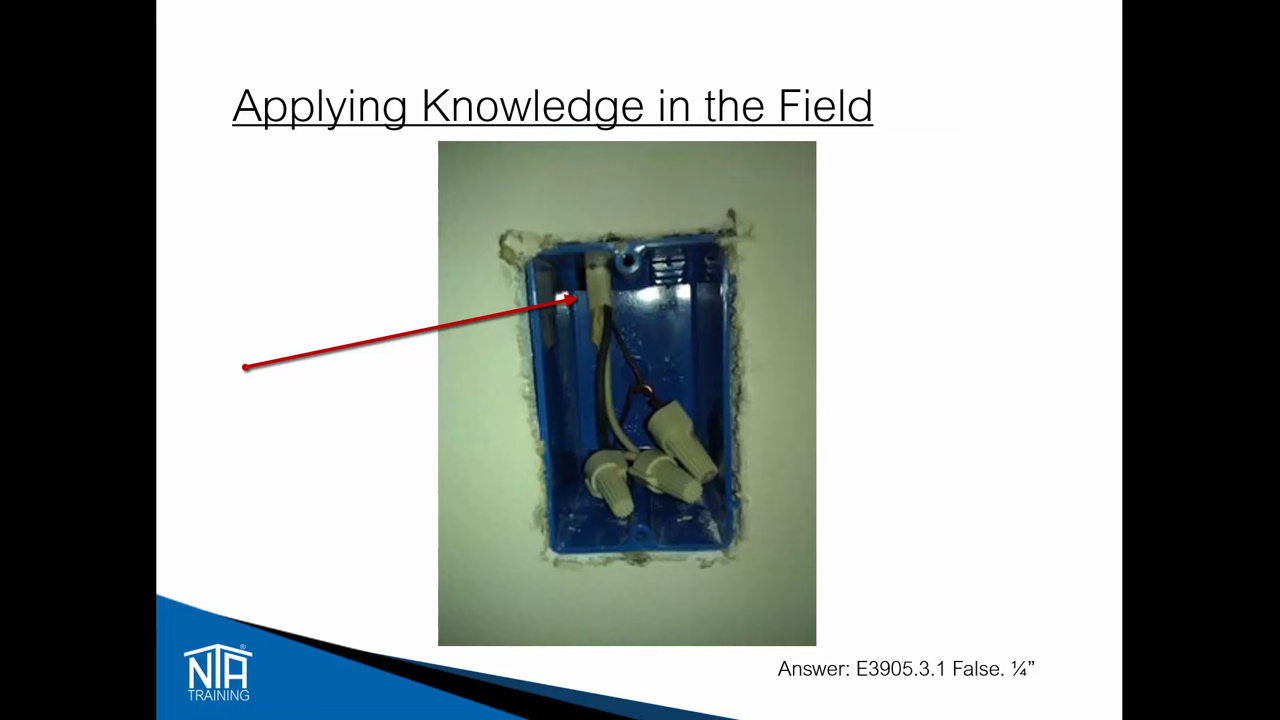 Applying Knowledge in the Field
Answer: E3905.3.1 False. ¼”
NTA
®
TRAINING